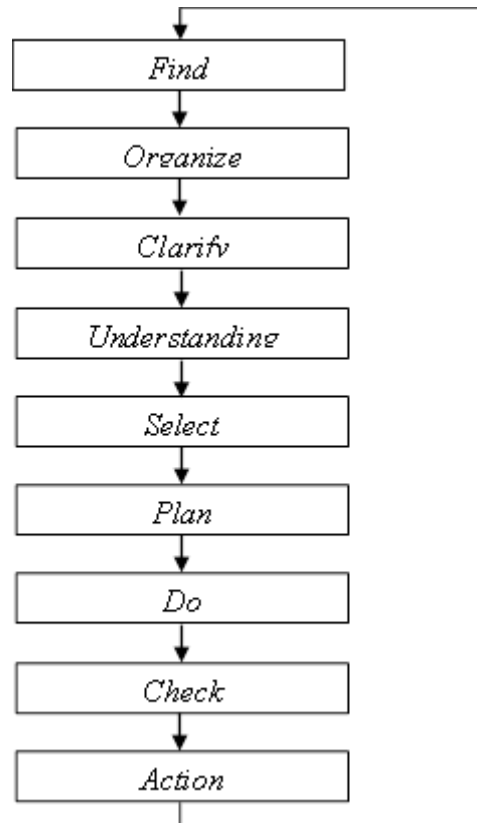 Find
Organize
Clarify
Understanding
Select
Plan
Do
Check
Action